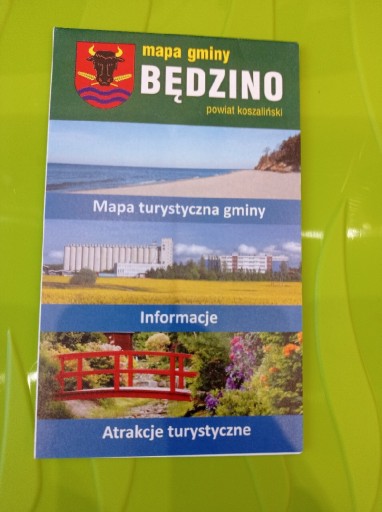 mapa gminy
BĘDZINO
powiat koszaliński
Mapa turystyczna gminy
Informacje
Atrakcje turystyczne